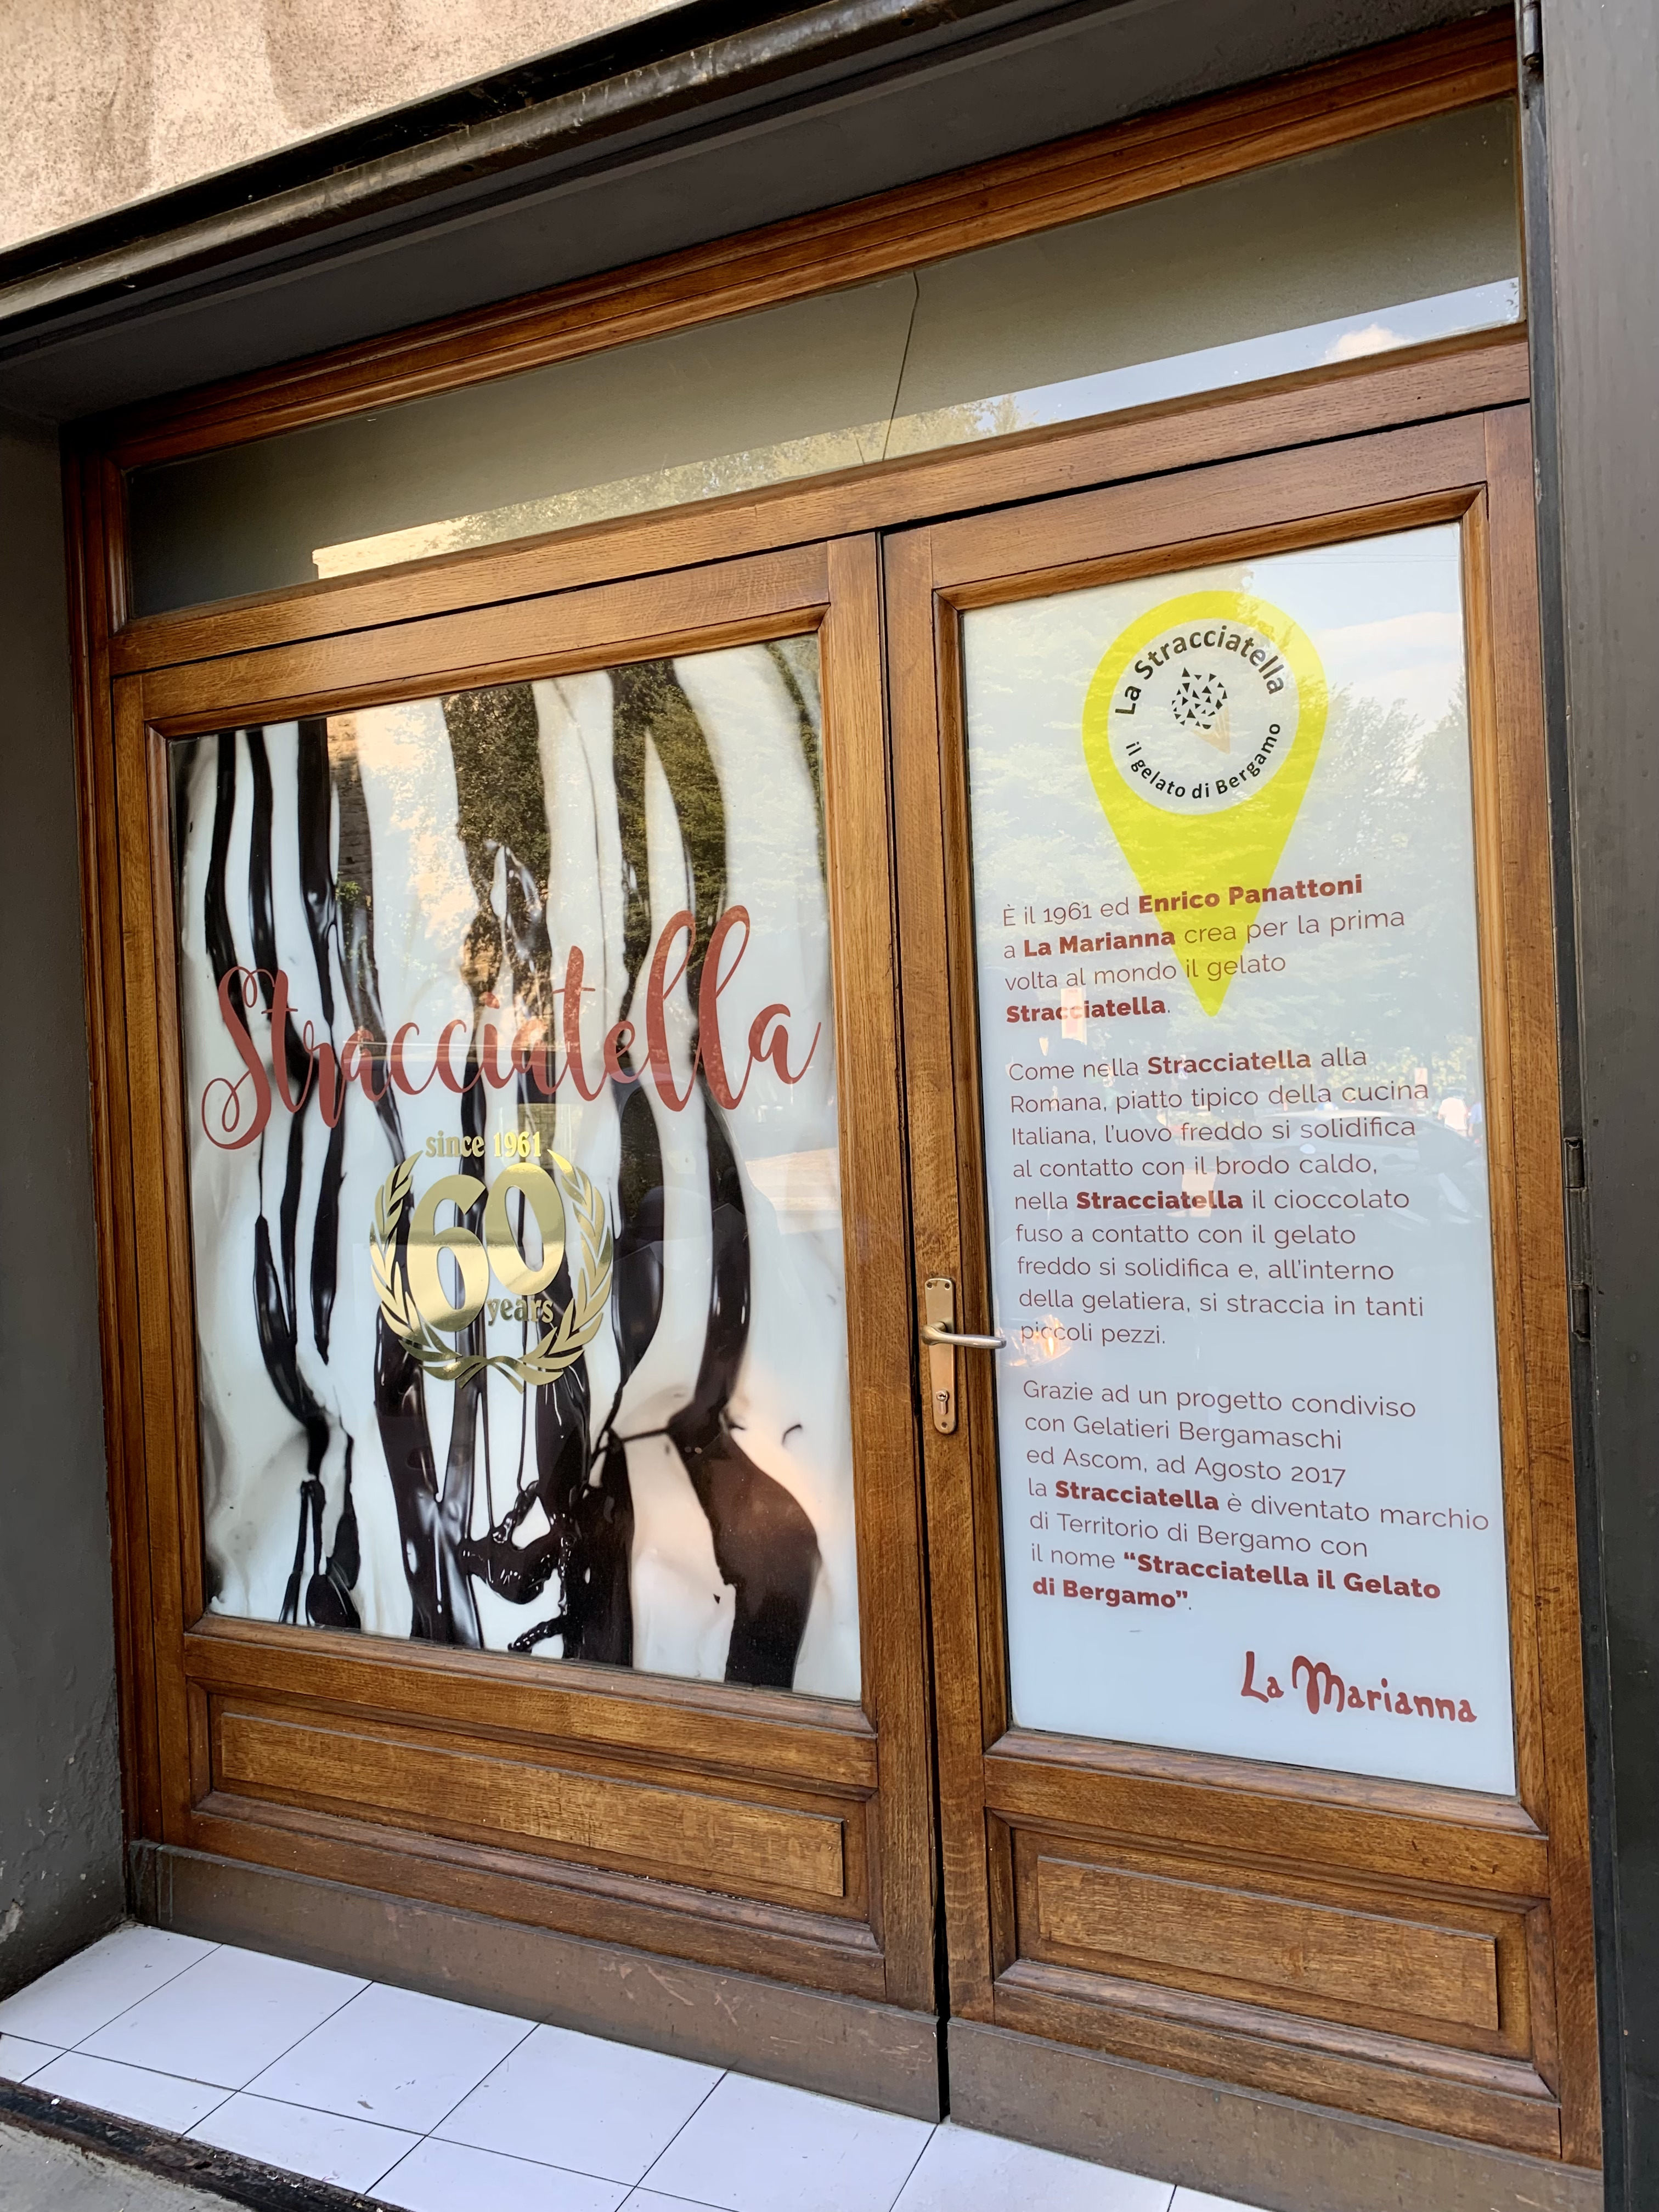 Stracciatella
since 1961
60
years
La Stracciatella
il gelato di Bergamo
È il 1961 ed Enrico Panattoni
a La Marianna crea per la prima
volta al mondo il gelato
Stracciatella.
Come nella Stracciatella alla
Romana, piatto tipico della cucina
Italiana, l'uovo freddo si solidifica
al contatto con il brodo caldo,
nella Stracciatella il cioccolato
fuso a contatto con il gelato
freddo si solidifica e, all'interno
della gelatiera, si straccia in tanti
piccoli pezzi.
Grazie ad un progetto condiviso
con Gelatieri Bergamaschi
ed Ascom, ad Agosto 2017
la Stracciatella è diventato marchio
di Territorio di Bergamo con
il nome “Stracciatella il Gelato
di Bergamo”.
La Marianna